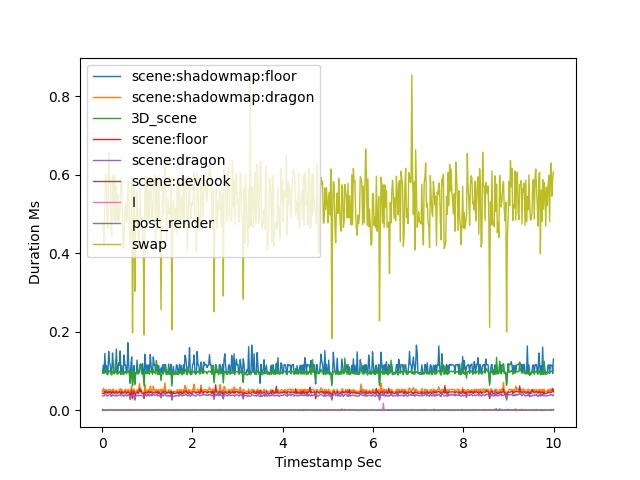 0.8
0.6
0.4
0.2
0.0
Duration Ms
scene:shadowmap:floor
scene:shadowmap:dragon
3D_scene
scene:floor
scene:dragon
scene:devlook
I
post_render
swap
0
2
4
6
8
10
Timestamp Sec